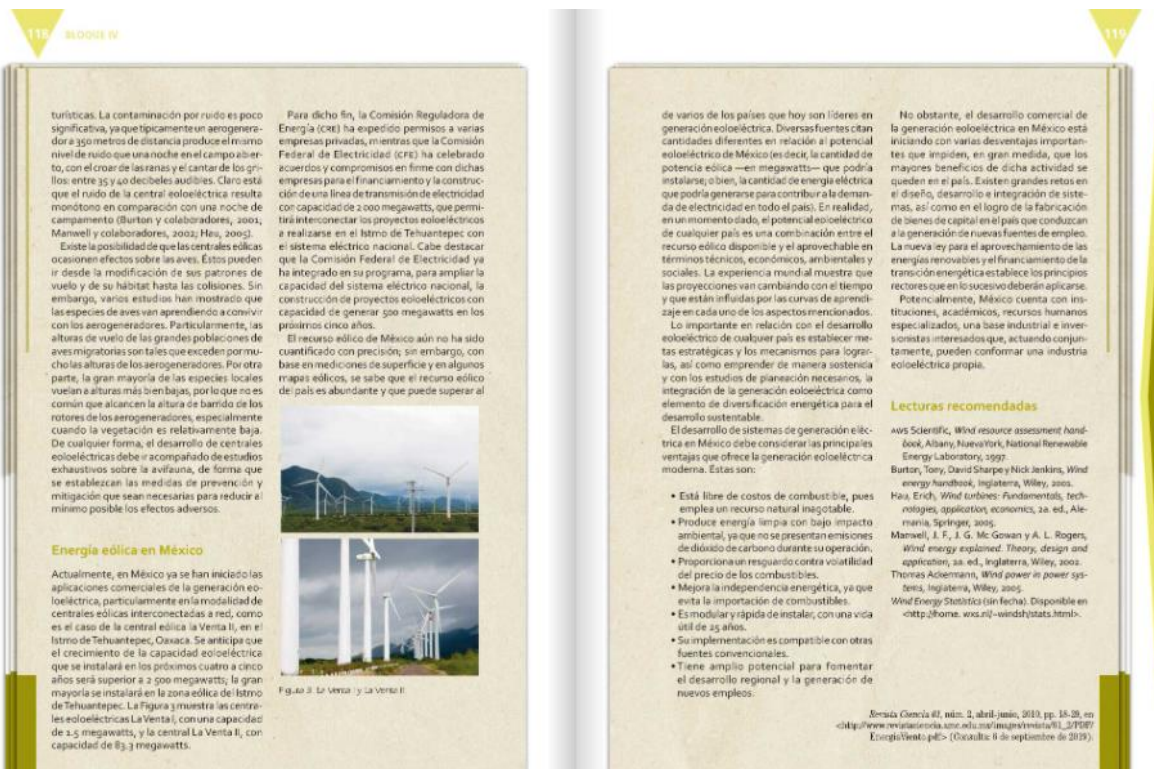 118 BLOQUE IV
turísticas. La contaminación por ruido es poco
significativa, ya que típicamente un aerogenera-
dor a 350 metros de distancia produce el mismo
nivel de ruido que una noche en el campo abier-
to, con el croar de las ranas y el cantar de los gri-
llos: entre 35 y 40 decibeles audibles. Claro está
que el ruido de la central eoloeléctrica resulta
monótono en comparación con una noche de
campamento (Burton y colaboradores, 2001;
Manwell y colaboradores, 2002; Hau, 2005).
Existe la posibilidad de que las centrales eólicas
ocasionen efectos sobre las aves. Éstos pueden
ir desde la modificación de sus patrones de
vuelo y de su hábitat hasta las colisiones. Sin
embargo, varios estudios han mostrado que
las especies de aves van aprendiendo a convivir
con los aerogeneradores. Particularmente, las
alturas de vuelo de las grandes poblaciones de
aves migratorias son tales que exceden por mu-
cho las alturas de los aerogeneradores. Por otra
parte, la gran mayoría de las especies locales
vuelan a alturas más bien bajas, por lo que no es
común que alcancen la altura de barrido de los
rotores de los aerogeneradores, especialmente
cuando la vegetación es relativamente baja.
De cualquier forma, el desarrollo de centrales
eoloeléctricas debe ir acompañado de estudios
exhaustivos sobre la avifauna, de forma que
se establezcan las medidas de prevención y
mitigación que sean necesarias para reducir al
mínimo posible los efectos adversos.
Energía eólica en México
Actualmente, en México ya se han iniciado las
aplicaciones comerciales de la generación eo-
loeléctrica, particularmente en la modalidad de
centrales eólicas interconectadas a red, como
es el caso de la central eólica la Venta II, en el
Istmo de Tehuantepec, Oaxaca. Se anticipa que
el crecimiento de la capacidad eoloeléctrica
que se instalará en los próximos cuatro a cinco
años será superior a 2 500 megawatts; la gran
mayoría se instalará en la zona eólica del Istmo
de Tehuantepec. La Figura 3 muestra las centra-
les eoloeléctricas La Venta I, con una capacidad
de 1.5 megawatts, y la central La Venta II, con
capacidad de 83.3 megawatts.
Para dicho fin, la Comisión Reguladora de
Energía (CRE) ha expedido permisos a varias
empresas privadas, mientras que la Comisión
Federal de Electricidad (CFE) ha celebrado
acuerdos y compromisos en firme con dichas
empresas para el financiamiento y la construc-
ción de una línea de transmisión de electricidad
con capacidad de 2 000 megawatts, que permi-
tirá interconectar los proyectos eoloeléctricos
a realizarse en el Istmo de Tehuantepec con
el sistema eléctrico nacional. Cabe destacar
que la Comisión Federal de Electricidad ya
ha integrado en su programa, para ampliar la
capacidad del sistema eléctrico nacional, la
construcción de proyectos eoloeléctricos con
capacidad de generar 500 megawatts en los
próximos cinco años.
El recurso eólico de México aún no ha sido
cuantificado con precisión; sin embargo, con
base en mediciones de superficie y en algunos
mapas eólicos, se sabe que el recurso eólico
del país es abundante y que puede superar al
Figura 3. La Venta I y La Venta II
119
de varios de los países que hoy son líderes en
generación eoloeléctrica. Diversas fuentes citan
cantidades diferentes en relación al potencial
eoloeléctrico de México (es decir, la cantidad de
potencia eólica —en megawatts— que podría
instalarse; o bien, la cantidad de energía eléctrica
que podría generarse para contribuir a la deman-
da de electricidad en todo el país). En realidad,
en un momento dado, el potencial eoloeléctrico
de cualquier país es una combinación entre el
recurso eólico disponible y el aprovechable en
términos técnicos, económicos, ambientales y
sociales. La experiencia mundial muestra que
las proyecciones van cambiando con el tiempo
y que están influidas por las curvas de aprendi-
zaje en cada uno de los aspectos mencionados.
Lo importante en relación con el desarrollo
eoloeléctrico de cualquier país es establecer me-
tas estratégicas y los mecanismos para lograr-
las, así como emprender de manera sostenida
y con los estudios de planeación necesarios, la
integración de la generación eoloeléctrica como
elemento de diversificación energética para el
desarrollo sustentable.
El desarrollo de sistemas de generación eléc-
trica en México debe considerar las principales
ventajas que ofrece la generación eoloeléctrica
moderna. Éstas son:
• Está libre de costos de combustible, pues
emplea un recurso natural inagotable.
• Produce energía limpia con bajo impacto
ambiental, ya que no se presentan emisiones
de dióxido de carbono durante su operación.
• Proporciona un resguardo contra volatilidad
del precio de los combustibles.
• Mejora la independencia energética, ya que
evita la importación de combustibles.
• Es modular y rápida de instalar, con una vida
útil de 25 años.
• Su implementación es compatible con otras
fuentes convencionales.
• Tiene amplio potencial para fomentar
el desarrollo regional y la generación de
nuevos empleos.
No obstante, el desarrollo comercial de
la generación eoloeléctrica en México está
iniciando con varias desventajas importan-
tes que impiden, en gran medida, que los
mayores beneficios de dicha actividad se
queden en el país. Existen grandes retos en
el diseño, desarrollo e integración de siste-
mas, así como en el logro de la fabricación
de bienes de capital en el país que conduzcan
a la generación de nuevas fuentes de empleo.
La nueva ley para el aprovechamiento de las
energías renovables y el financiamiento de la
transición energética establece los principios
rectores que en lo sucesivo deberán aplicarse.
Potencialmente, México cuenta con ins-
tituciones, académicos, recursos humanos
especializados, una base industrial e inver-
sionistas interesados que, actuando conjun-
tamente, pueden conformar una industria
eoloeléctrica propia.
Lecturas recomendadas
AWS Scientific, Wind resource assessment hand-
book, Albany, Nueva York, National Renewable
Energy Laboratory, 1997.
Burton, Tony, David Sharpe y Nick Jenkins, Wind
energy handbook, Inglaterra, Wiley, 2001.
Hau, Erich, Wind turbines: Fundamentals, tech-
nologies, application, economics, 2a. ed., Ale-
mania, Springer, 2005.
Manwell, J. F., J. G. Mc Gowan y A. L. Rogers,
Wind energy explained. Theory, design and
application, 2a. ed., Inglaterra, Wiley, 2002.
Thomas Ackermann, Wind power in power sys-
tems, Inglaterra, Wiley, 2005.
Wind Energy Statistics (sin fecha). Disponible en
<http://home. wxs.nl/~windsh/stats.html>.
Revista Ciencia 61, núm. 2, abril-junio, 2010, pp. 18-29, en
<http://www.revistaciencia.amc.edu.mx/images/revista/61_2/PDF/
EnergiaViento.pdf> (Consulta: 6 de septiembre de 2019).